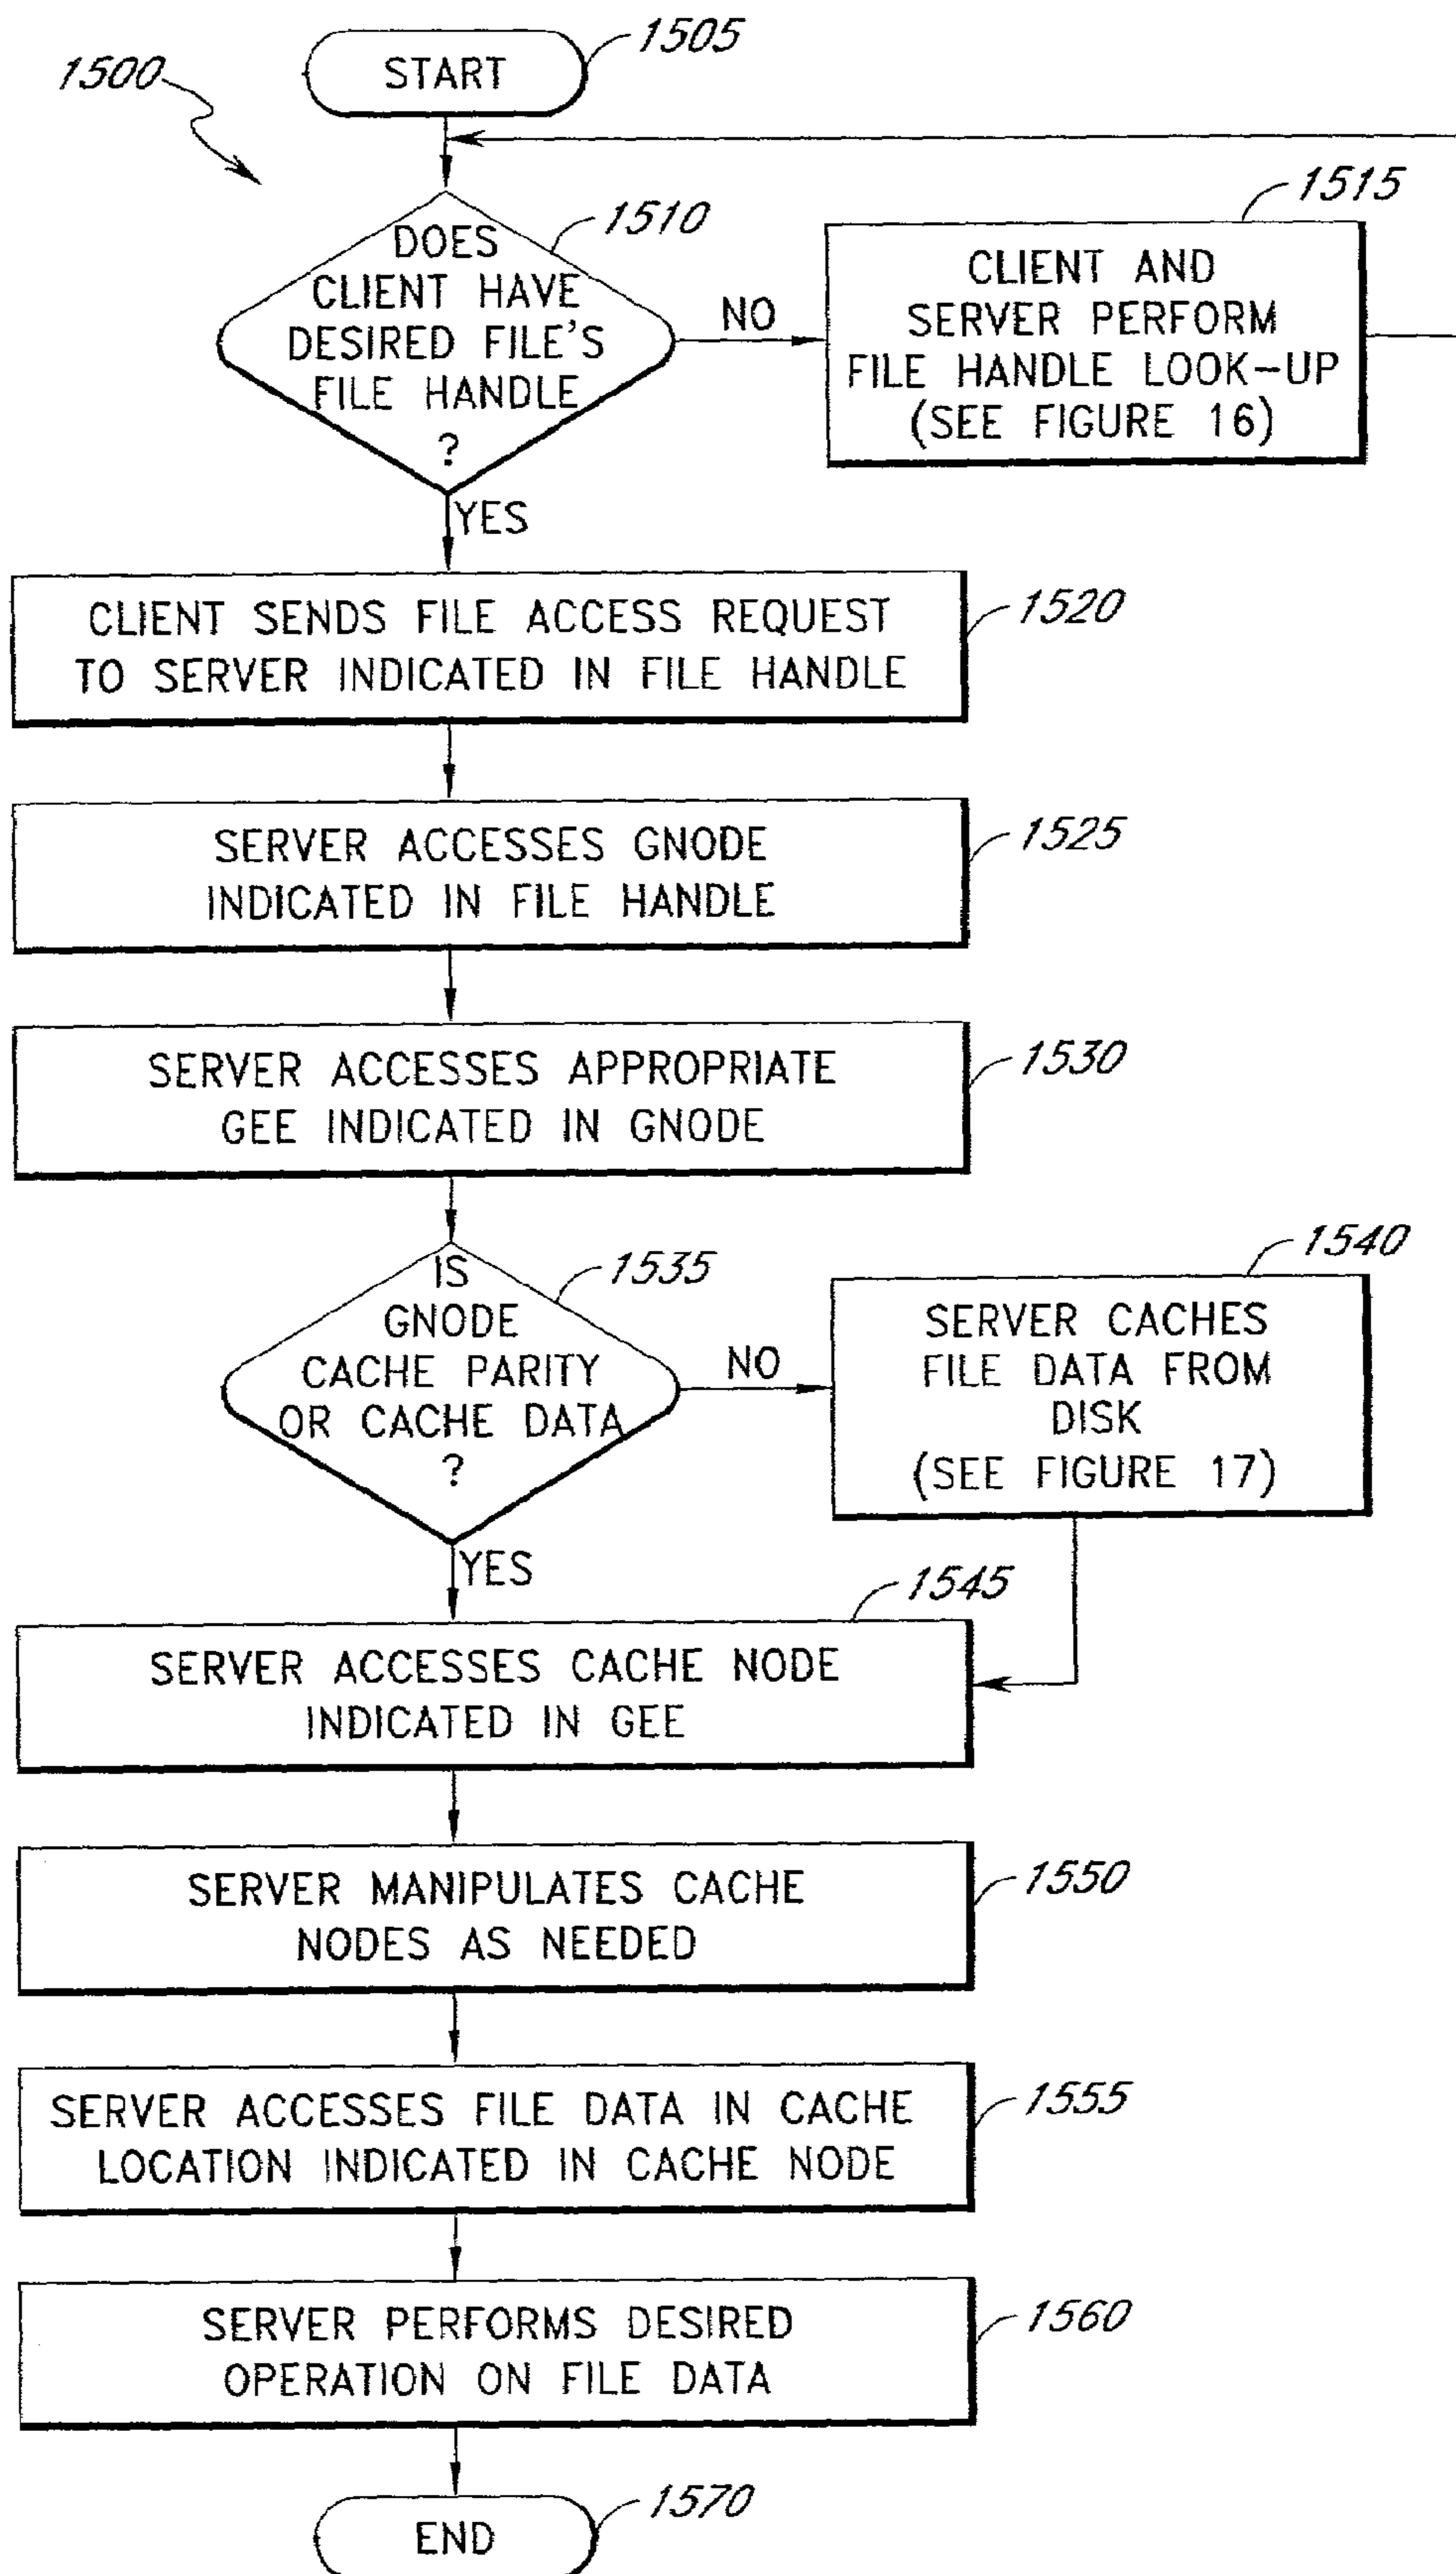 1500
1505
START
1510
DOES
CLIENT HAVE
DESIRED FILE'S
FILE HANDLE
?
NO
1515
CLIENT AND
SERVER PERFORM
FILE HANDLE LOOK-UP
(SEE FIGURE 16)
YES
1520
CLIENT SENDS FILE ACCESS REQUEST
TO SERVER INDICATED IN FILE HANDLE
1525
SERVER ACCESSES GNODE
INDICATED IN FILE HANDLE
1530
SERVER ACCESSES APPROPRIATE
GEE INDICATED IN GNODE
1535
IS
GNODE
CACHE PARITY
OR CACHE DATA
?
NO
1540
SERVER CACHES
FILE DATA FROM
DISK
(SEE FIGURE 17)
YES
1545
SERVER ACCESSES CACHE NODE
INDICATED IN GEE
1550
SERVER MANIPULATES CACHE
NODES AS NEEDED
1555
SERVER ACCESSES FILE DATA IN CACHE
LOCATION INDICATED IN CACHE NODE
1560
SERVER PERFORMS DESIRED
OPERATION ON FILE DATA
1570
END